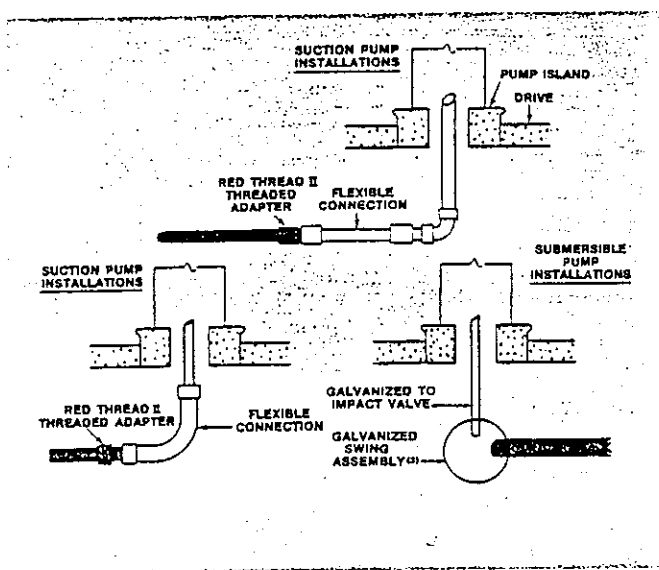 SUCTION PUMP
INSTALLATIONS
PUMP ISLAND
DRIVE
RED THREAD II
THREADED
ADAPTER
FLEXIBLE
CONNECTION
SUCTION PUMP
INSTALLATIONS
SUBMERSIBLE
PUMP
INSTALLATIONS
RED THREAD II
THREADED ADAPTER
FLEXIBLE
CONNECTION
GALVANIZED TO
IMPACT VALVE
GALVANIZED
SWING
ASSEMBLY(3)